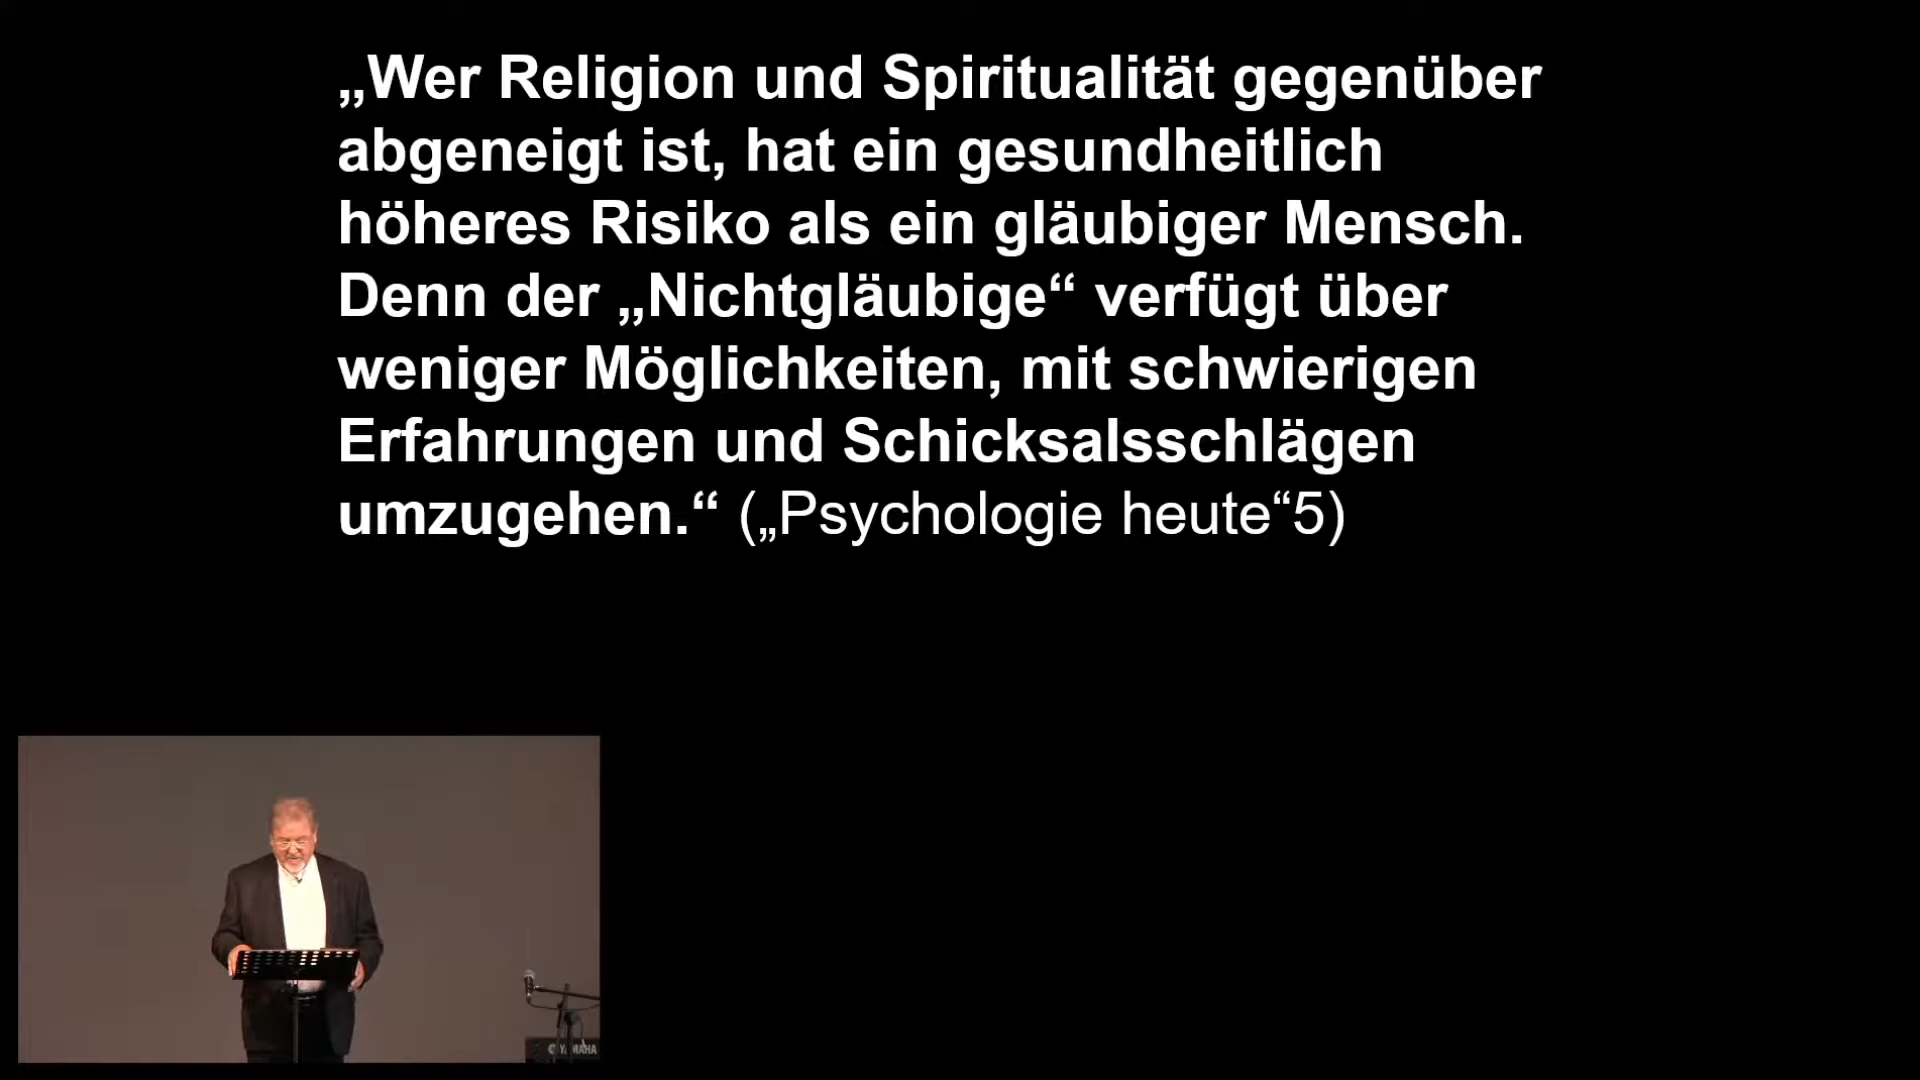 „Wer Religion und Spiritualität gegenüber
abgeneigt ist, hat ein gesundheitlich
höheres Risiko als ein gläubiger Mensch.
Denn der „Nichtgläubige“ verfügt über
weniger Möglichkeiten, mit schwierigen
Erfahrungen und Schicksalsschlägen
umzugehen.“ („Psychologie heute“5)
YAMAHA